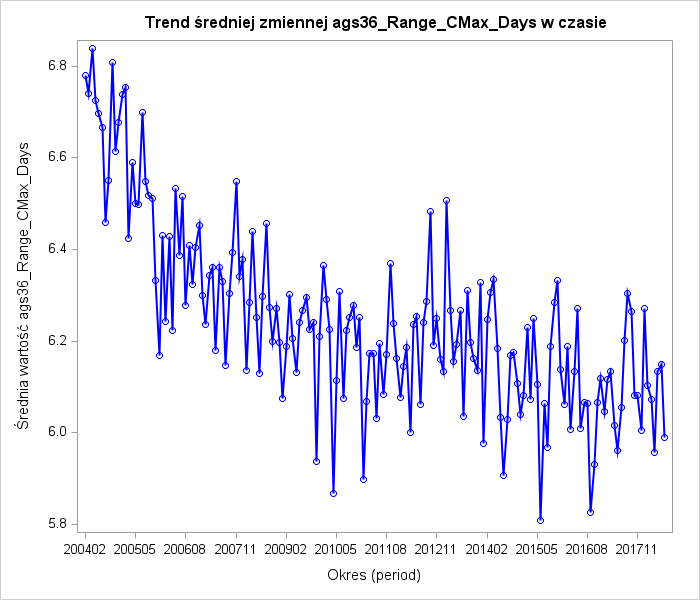 Trend średniej zmiennej ags36_Range_CMax_Days w czasie
Średnia wartość ags36_Range_CMax_Days
6.8
6.6
6.4
6.2
6.0
5.8
200402 200505 200608 200711 200902 201005 201108 201211 201402 201505 201608 201711
Okres (period)